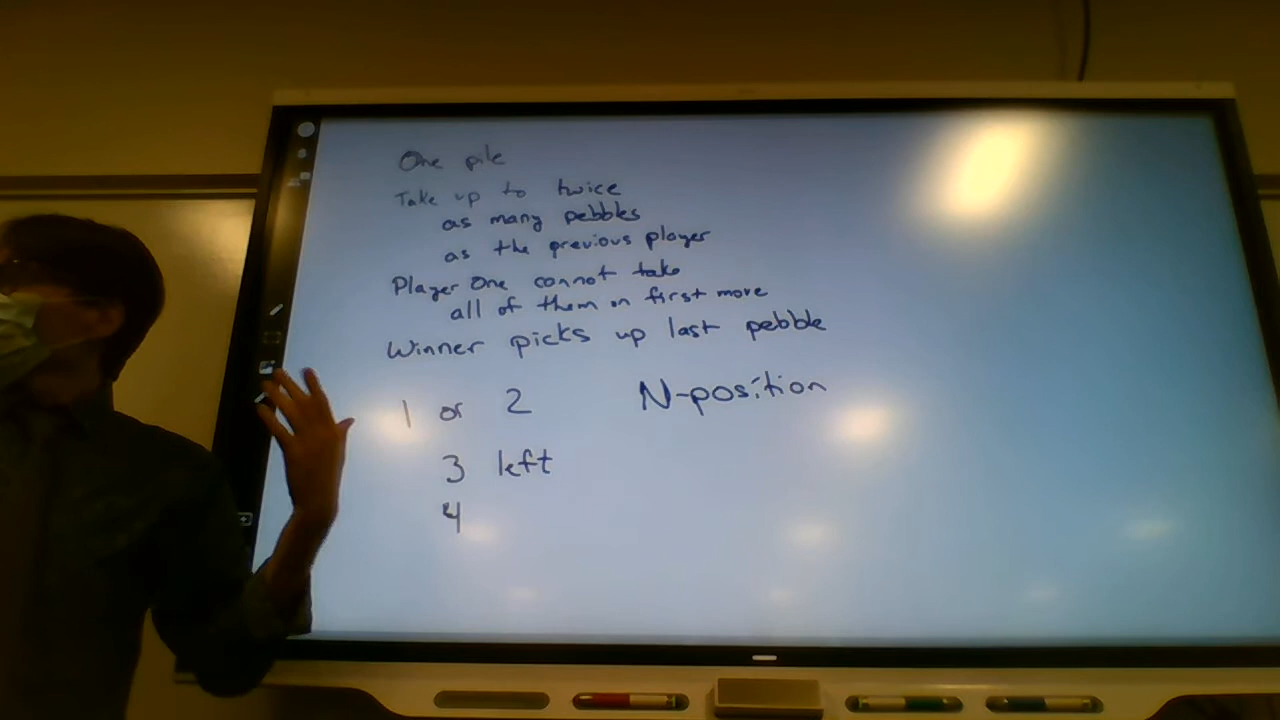 One pile
Take up to twice
as many pebbles
as the previous player
Player One cannot take
all of them on first move
Winner picks up last pebble
1 or 2 N-position
3 left
4